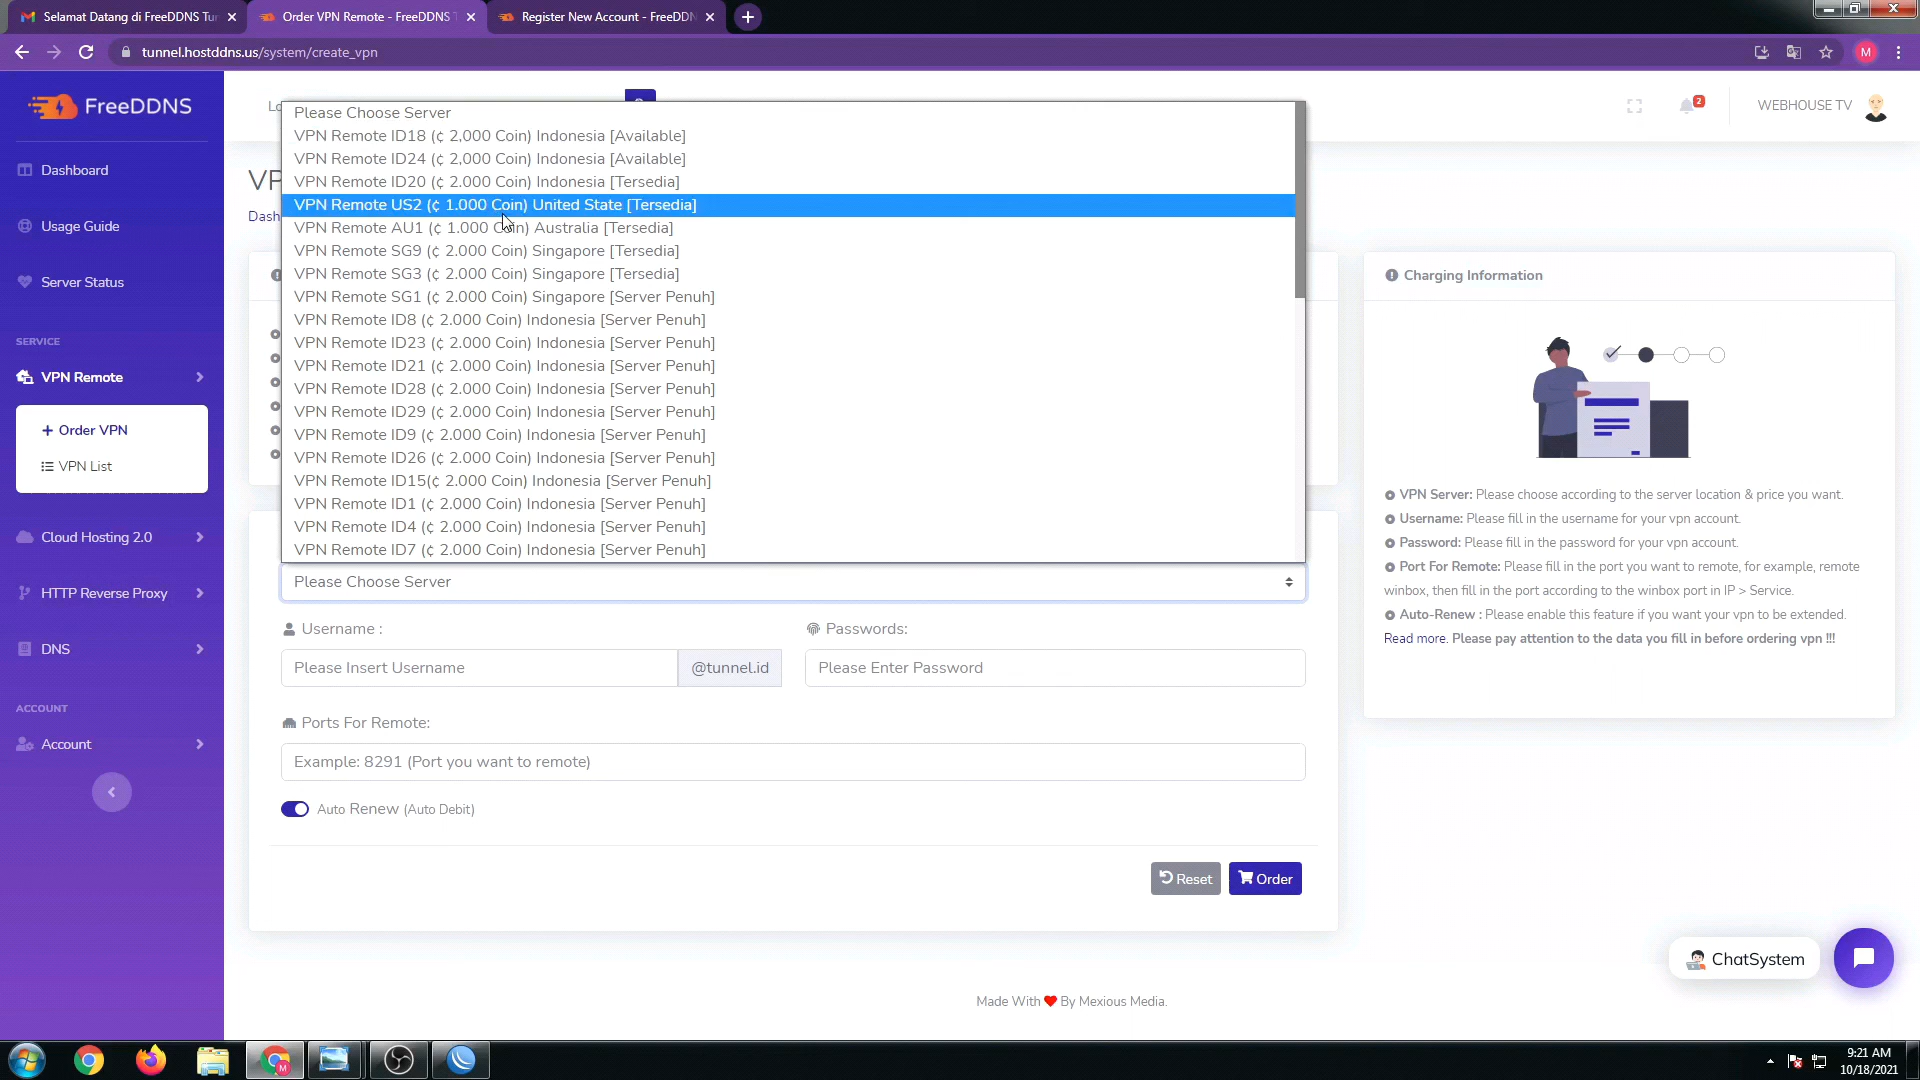 Selamat Datang di FreeDDNS Tun
Order VPN Remote - FreeDDNS T
Register New Account - FreeDDN
tunnel.hostddns.us/system/create_vpn
M
FreeDDNS
Dashboard
Usage Guide
Server Status
SERVICE
VPN Remote
Order VPN
VPN List
Cloud Hosting 2.0
HTTP Reverse Proxy
DNS
ACCOUNT
Account
2
WEBHOUSE TV
Dash
Please Choose Server
VPN Remote ID18 (¢ 2,000 Coin) Indonesia [Available]
VPN Remote ID24 (¢ 2,000 Coin) Indonesia [Available]
VPN Remote ID20 (¢ 2.000 Coin) Indonesia [Tersedia]
VPN Remote US2 (¢ 1.000 Coin) United State [Tersedia]
VPN Remote AU1 (¢ 1.000 Coin) Australia [Tersedia]
VPN Remote SG9 (¢ 2.000 Coin) Singapore [Tersedia]
VPN Remote SG3 (¢ 2.000 Coin) Singapore [Tersedia]
VPN Remote SG1 (¢ 2.000 Coin) Singapore [Server Penuh]
VPN Remote ID8 (¢ 2.000 Coin) Indonesia [Server Penuh]
VPN Remote ID23 (¢ 2.000 Coin) Indonesia [Server Penuh]
VPN Remote ID21 (¢ 2.000 Coin) Indonesia [Server Penuh]
VPN Remote ID28 (¢ 2.000 Coin) Indonesia [Server Penuh]
VPN Remote ID29 (¢ 2.000 Coin) Indonesia [Server Penuh]
VPN Remote ID9 (¢ 2.000 Coin) Indonesia [Server Penuh]
VPN Remote ID26 (¢ 2.000 Coin) Indonesia [Server Penuh]
VPN Remote ID15(¢ 2.000 Coin) Indonesia [Server Penuh]
VPN Remote ID1 (¢ 2.000 Coin) Indonesia [Server Penuh]
VPN Remote ID4 (¢ 2.000 Coin) Indonesia [Server Penuh]
VPN Remote ID7 (¢ 2.000 Coin) Indonesia [Server Penuh]
Please Choose Server
Username :
Please Insert Username
@tunnel.id
Passwords:
Please Enter Password
Ports For Remote:
Example: 8291 (Port you want to remote)
Auto Renew (Auto Debit)
Reset
Order
Charging Information
VPN Server: Please choose according to the server location & price you want.
Username: Please fill in the username for your vpn account.
Password: Please fill in the password for your vpn account.
Port For Remote: Please fill in the port you want to remote, for example, remote
winbox, then fill in the port according to the winbox port in IP > Service.
Auto-Renew : Please enable this feature if you want your vpn to be extended.
Read more. Please pay attention to the data you fill in before ordering vpn !!!
ChatSystem
Made With By Mexious Media.
9:21 AM
10/18/2021